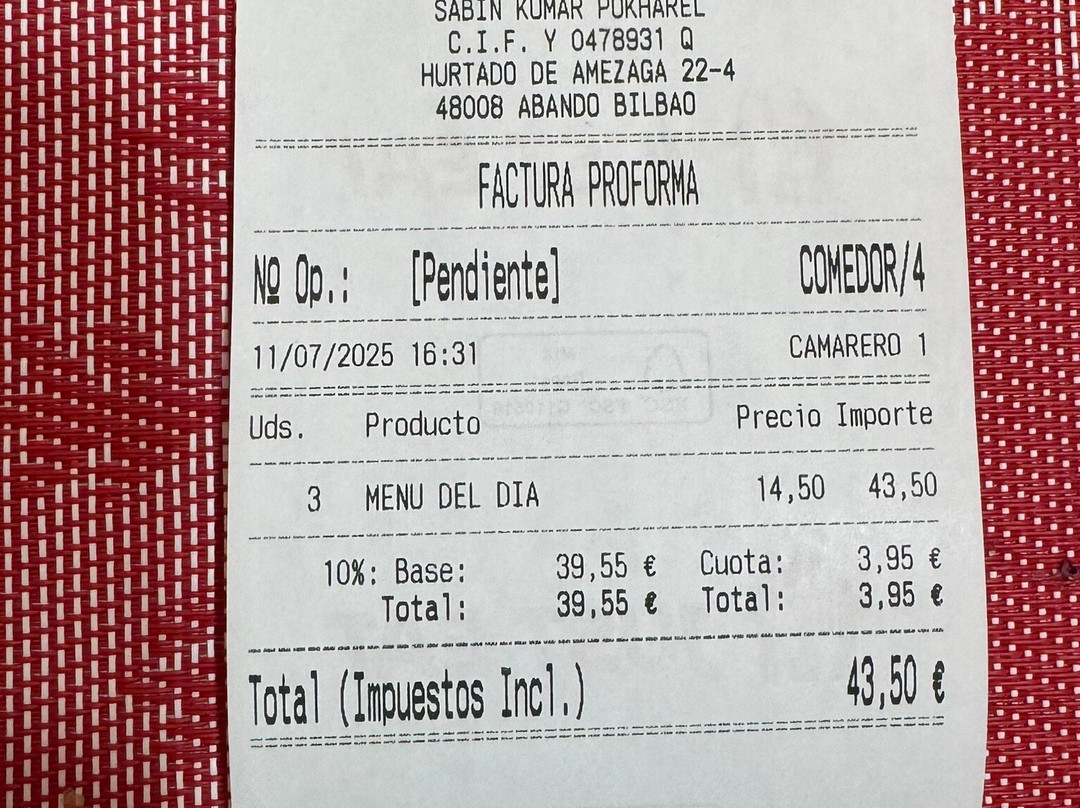 SABIN KUMAR POKHAREL
C.I.F. Y 0478931 Q
HURTADO DE AMEZAGA 22-4
48008 ABANDO BILBAO
FACTURA PROFORMA
Nº Op.: [Pendiente] COMEDOR/4
11/07/2025 16:31 CAMARERO 1
Uds. Producto Precio Importe
3 MENU DEL DIA 14,50 43,50
10%: Base: 39,55 € Cuota: 3,95 €
Total: 39,55 € Total: 3,95 €
Total (Impuestos Incl.) 43,50 €